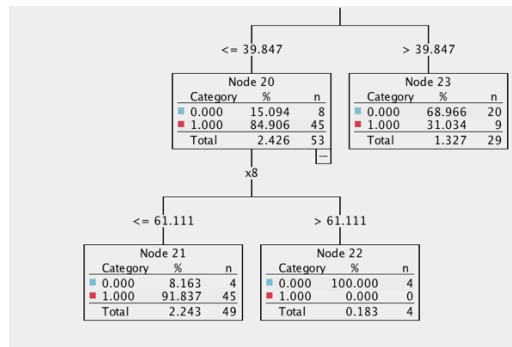 <= 39.847 > 39.847
Node 20
Category % n
0.000 15.094 8
1.000 84.906 45
Total 2.426 53
Node 23
Category % n
0.000 68.966 20
1.000 31.034 9
Total 1.327 29
x8
<= 61.111 > 61.111
Node 21
Category % n
0.000 8.163 4
1.000 91.837 45
Total 2.243 49
Node 22
Category % n
0.000 100.000 4
1.000 0.000 0
Total 0.183 4